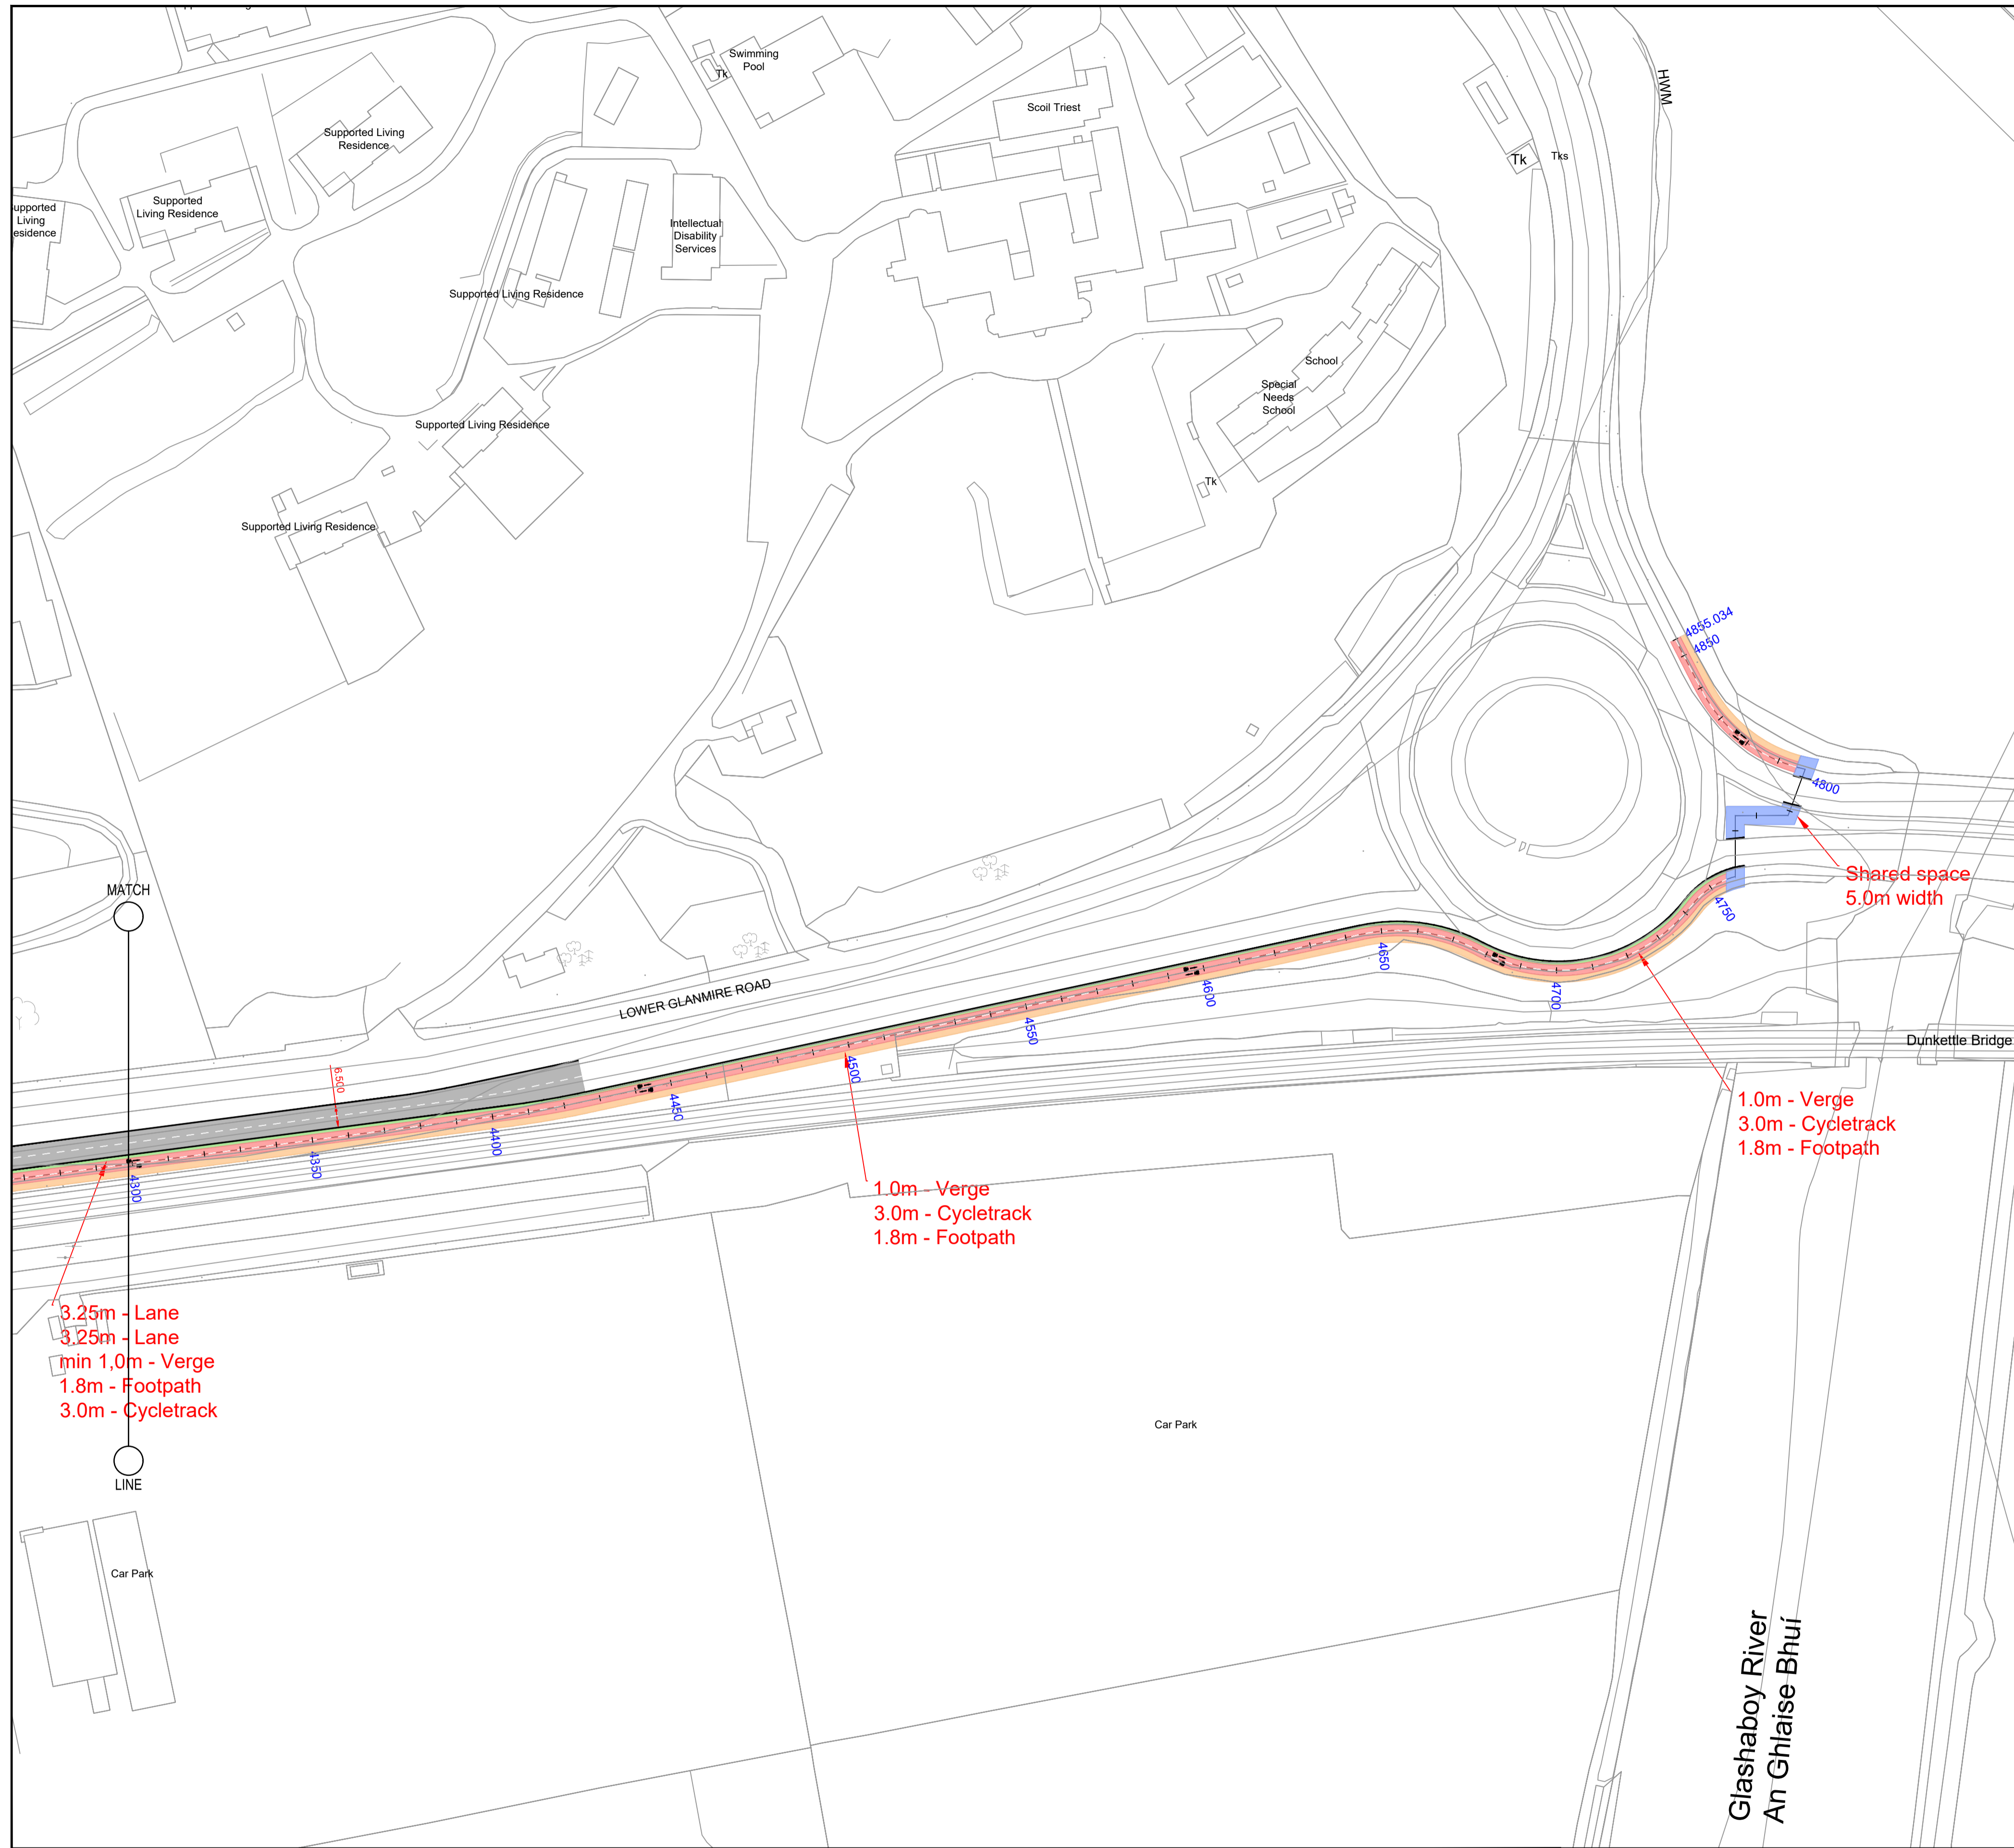 Swimming
Pool
Tk
Scoil Triest
HWM
Supported Living
Residence
Tk
Tks
Supported
Living Residence
upported
Living
esidence
Intellectual
Disability
Services
Supported Living Residence
School
Special
Needs
School
Supported Living Residence
Tk
Supported Living Residence
4855.034
4850
4800
Shared space
5.0m width
MATCH
4750
4650
4700
LOWER GLANMIRE ROAD
4600
4550
Dunkettle Bridge
4500
6.500
4450
4400
4350
4300
1.0m - Verge
3.0m - Cycletrack
1.8m - Footpath
1.0m - Verge
3.0m - Cycletrack
1.8m - Footpath
3.25m - Lane
3.25m - Lane
min 1,0m - Verge
1.8m - Footpath
3.0m - Cycletrack
LINE
Car Park
Car Park
Glashaboy River
An Ghlaise Bhuí